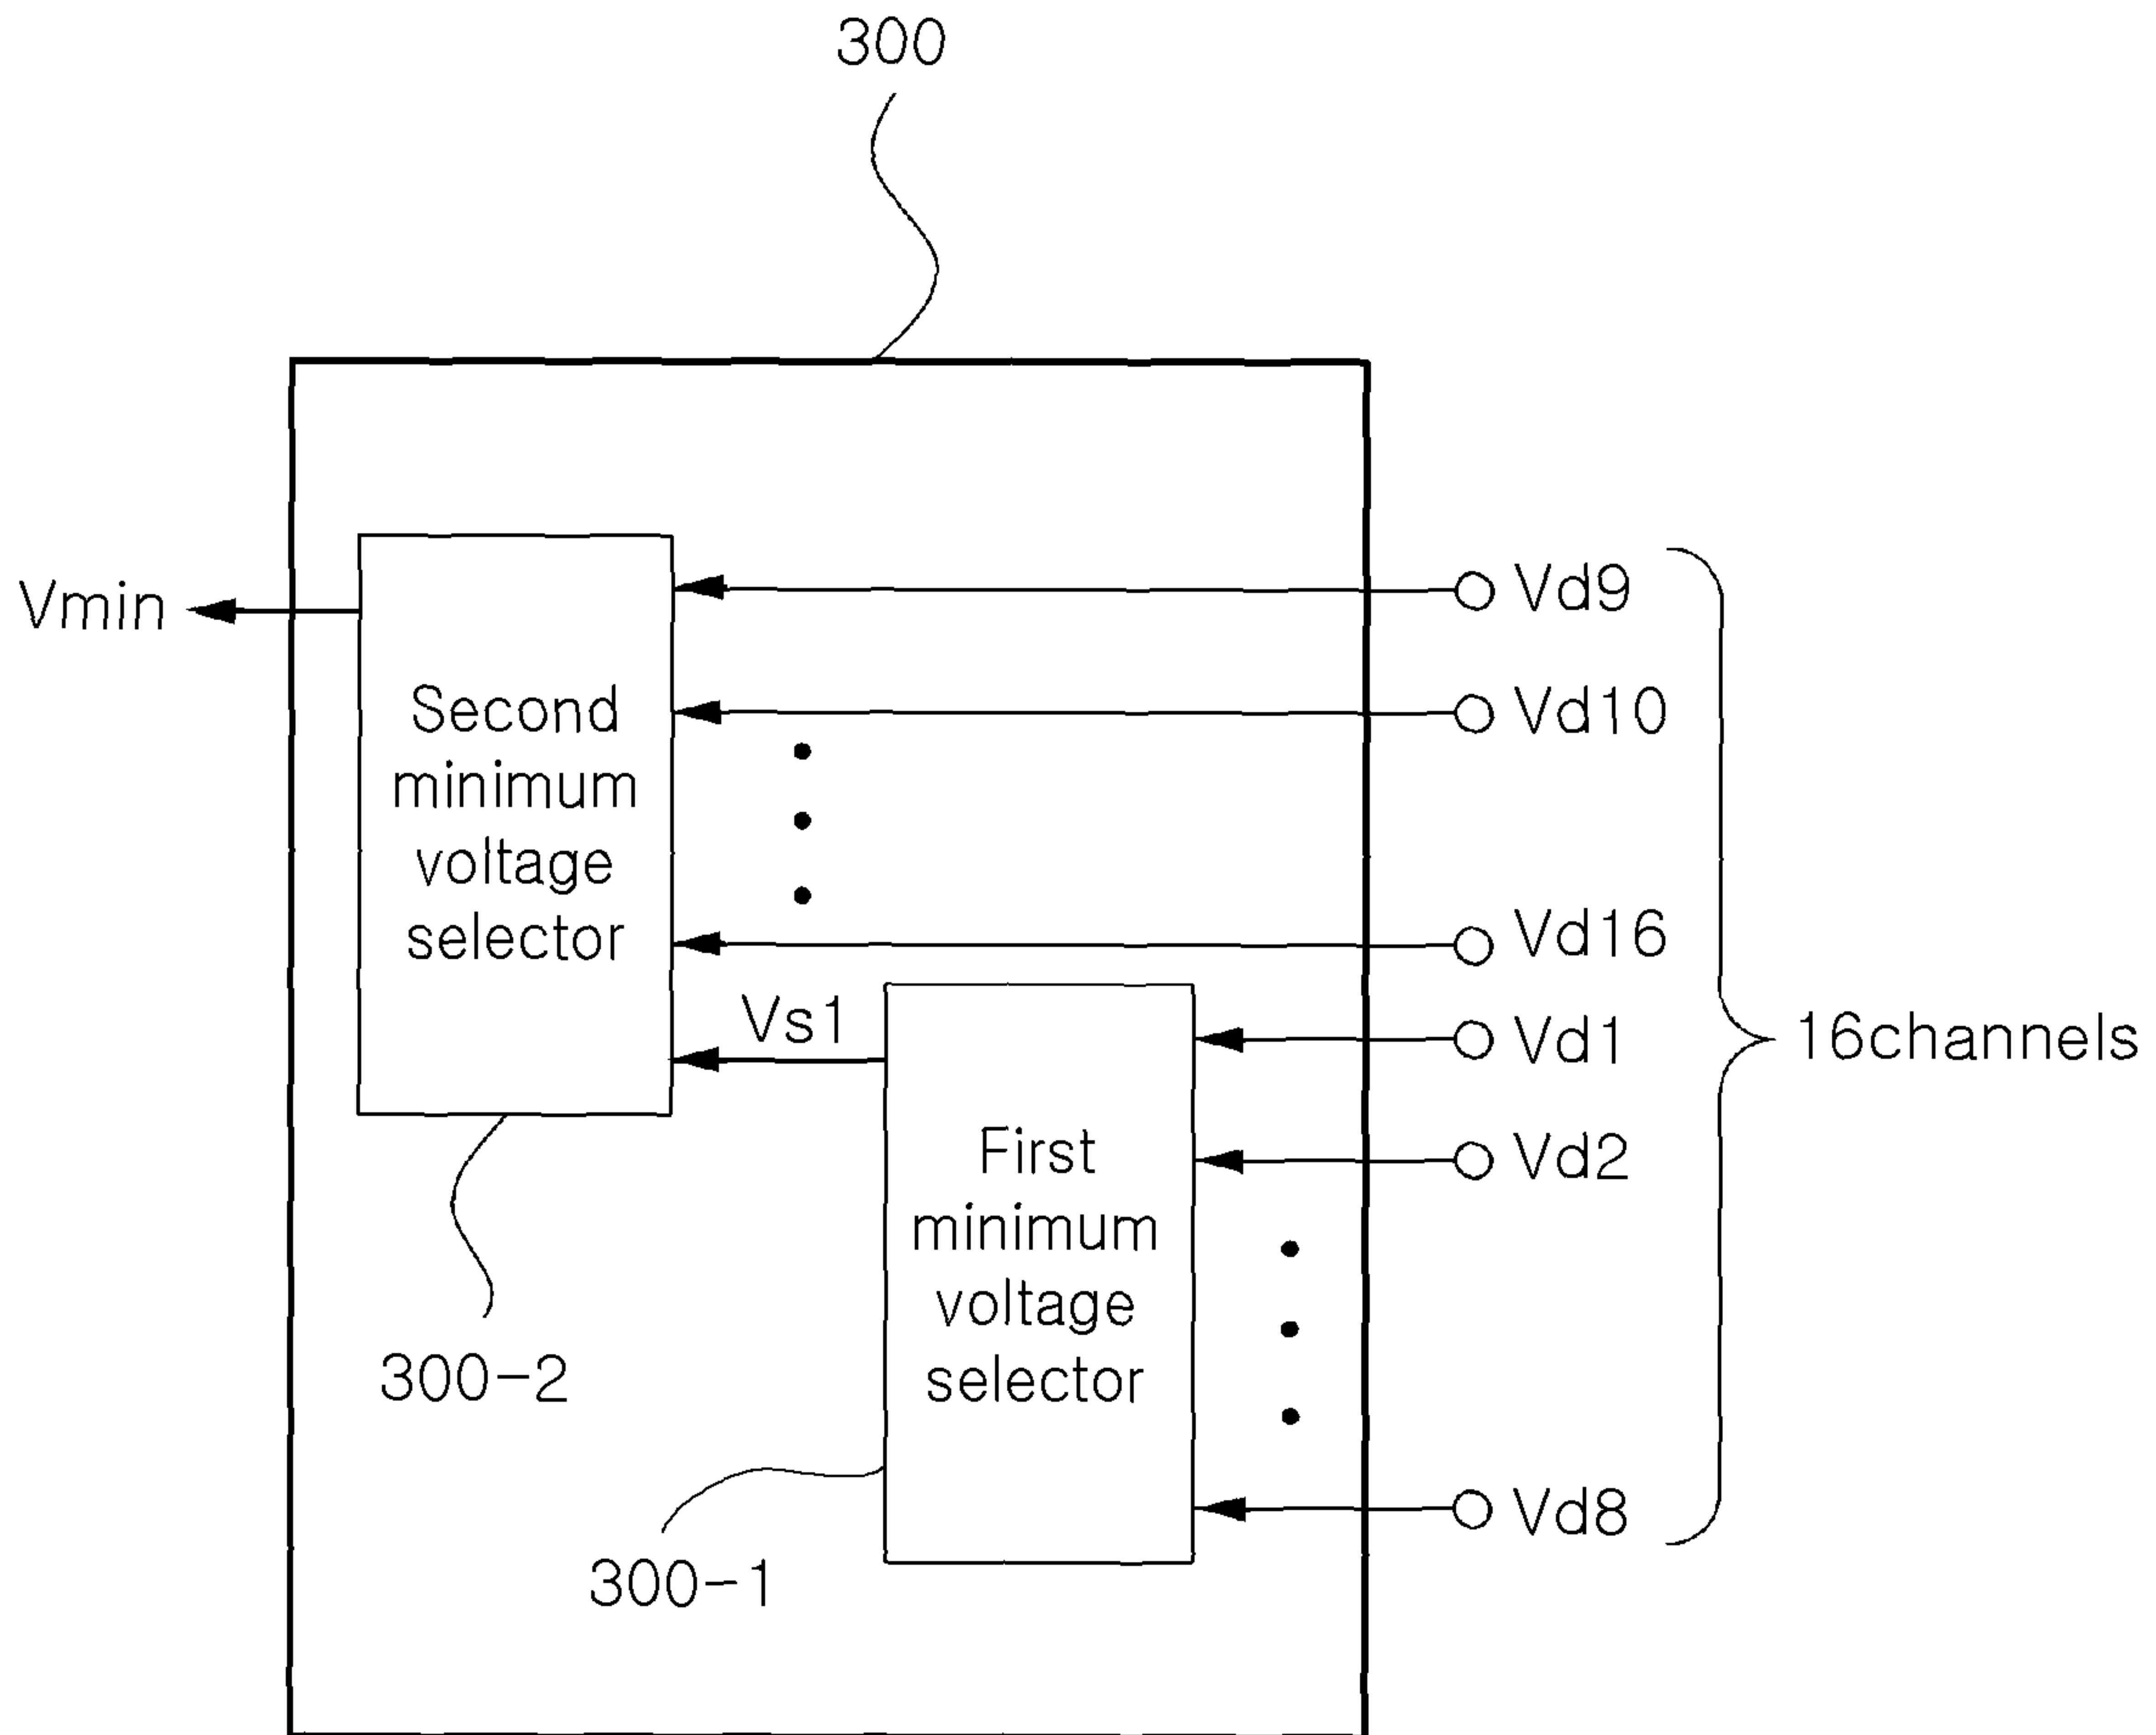 300
Vmin
Second
minimum
voltage
selector
Vd9
Vd10
Vd16
Vs1
Vd1
Vd2
Vd8
16channels
First
minimum
voltage
selector
300-2
300-1